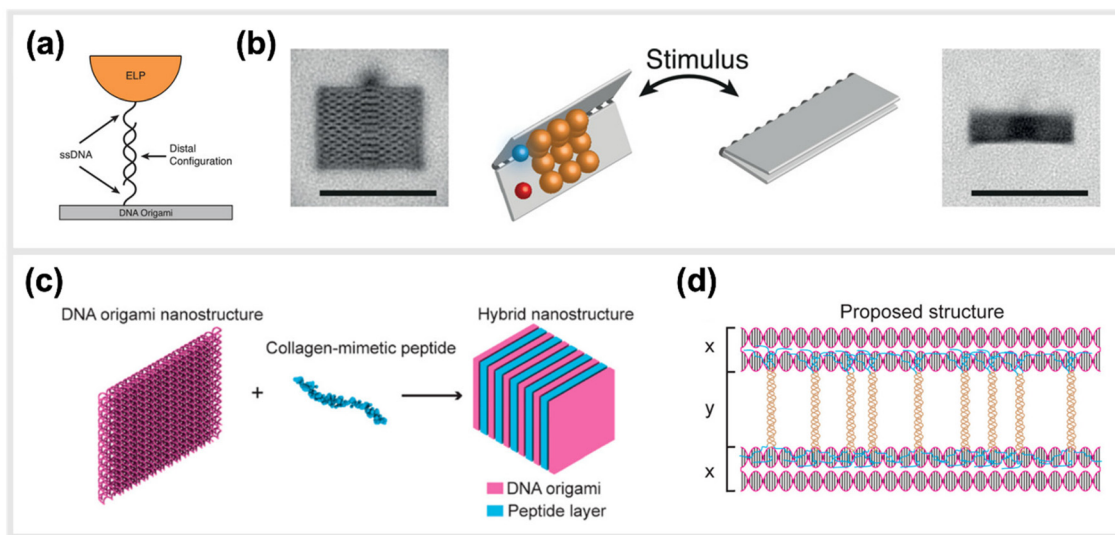 (a)
ELP
ssDNA
Distal
Configuration
DNA Origami
(b)
Stimulus
(c)
DNA origami nanostructure
+
Collagen-mimetic peptide
Hybrid nanostructure
DNA origami
Peptide layer
(d)
Proposed structure
x
y
x